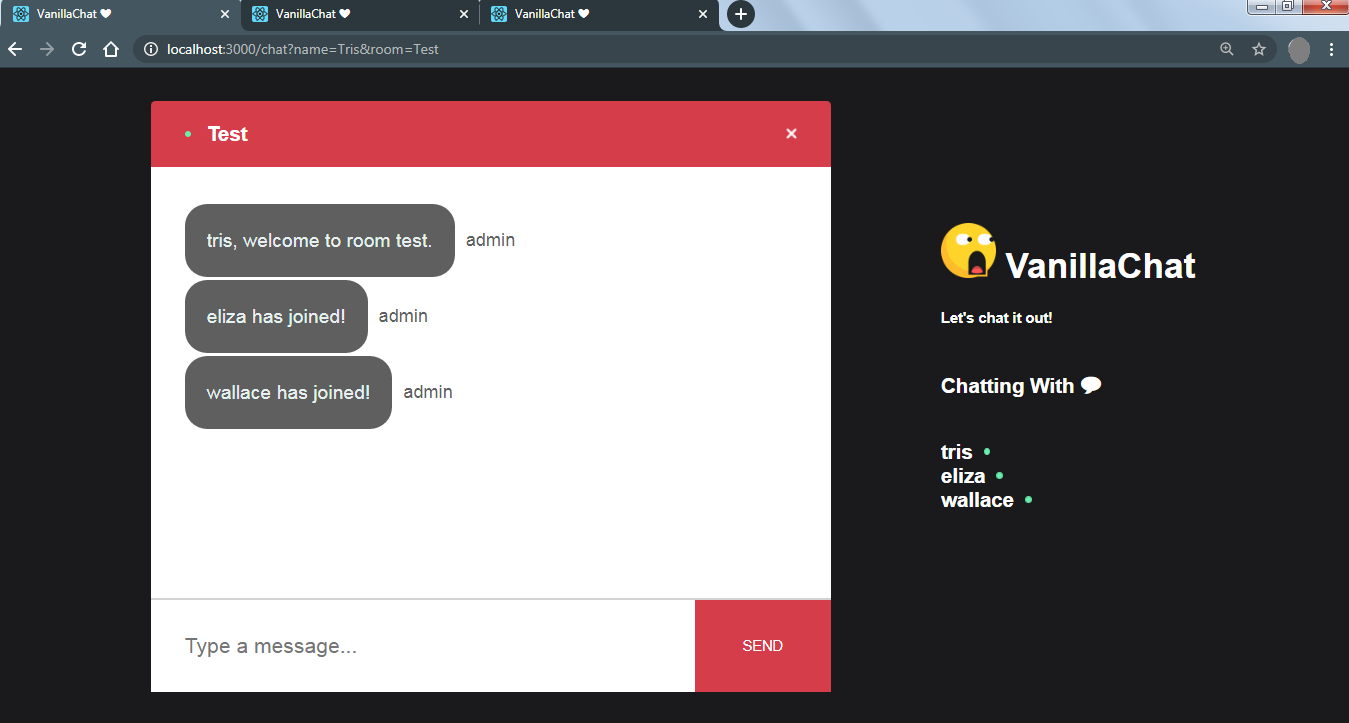 VanillaChat ♥ VanillaChat ♥ VanillaChat ♥
localhost:3000/chat?name=Tris&room=Test
Test
tris, welcome to room test. admin
eliza has joined! admin
wallace has joined! admin
Type a message...
SEND
VanillaChat
Let's chat it out!
Chatting With
tris
eliza
wallace